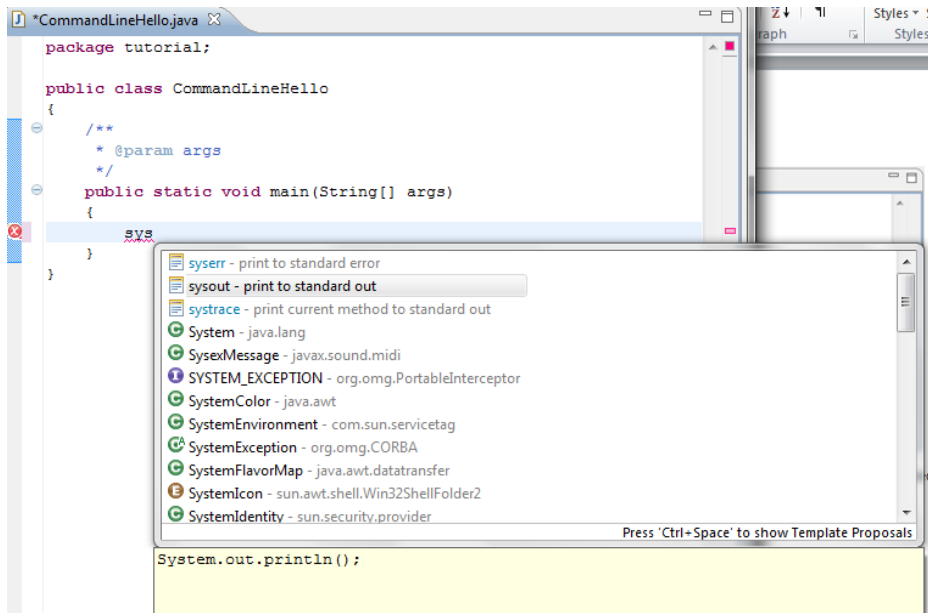 *CommandLineHello.java
package tutorial;
public class CommandLineHello
{
/**
* @param args
*/
public static void main(String[] args)
{
sys
}
}
syserr - print to standard error
sysout - print to standard out
systrace - print current method to standard out
System - java.lang
SysexMessage - javax.sound.midi
SYSTEM_EXCEPTION - org.omg.PortableInterceptor
SystemColor - java.awt
SystemEnvironment - com.sun.servicetag
SystemException - org.omg.CORBA
SystemFlavorMap - java.awt.datatransfer
SystemIcon - sun.awt.shell.Win32ShellFolder2
SystemIdentity - sun.security.provider
Press 'Ctrl+Space' to show Template Proposals
System.out.println();
Styles
raph
Styles